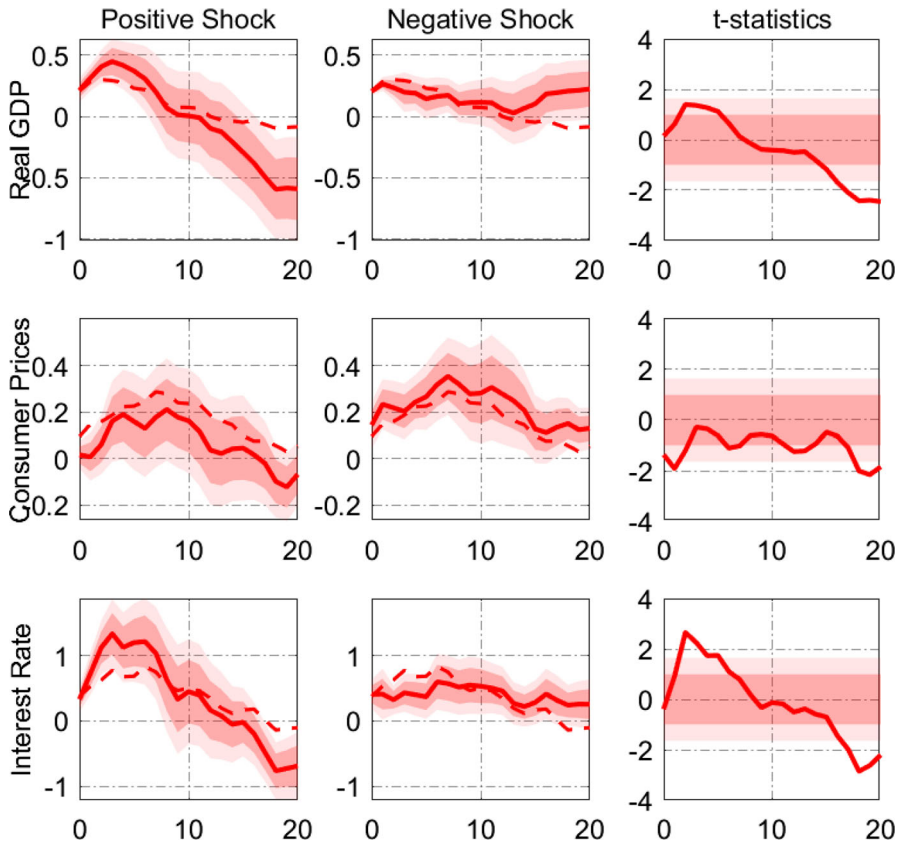 Positive Shock Negative Shock t-statistics
Real GDP
0.5 0 -0.5 -1
0 10 20
0.5 0 -0.5 -1
0 10 20
4 2 0 -2 -4
0 10 20
Consumer Prices
0.4 0.2 0 -0.2
0 10 20
0.4 0.2 0 -0.2
0 10 20
4 2 0 -2 -4
0 10 20
Interest Rate
1 0 -1
0 10 20
1 0 -1
0 10 20
4 2 0 -2 -4
0 10 20